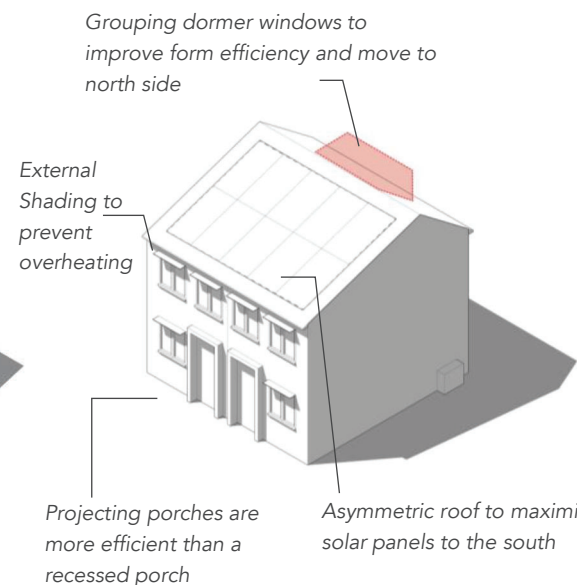 Grouping dormer windows to
improve form efficiency and move to
north side
External
Shading to
prevent
overheating
Projecting porches are
more efficient than a
recessed porch
Asymmetric roof to maximi
solar panels to the south